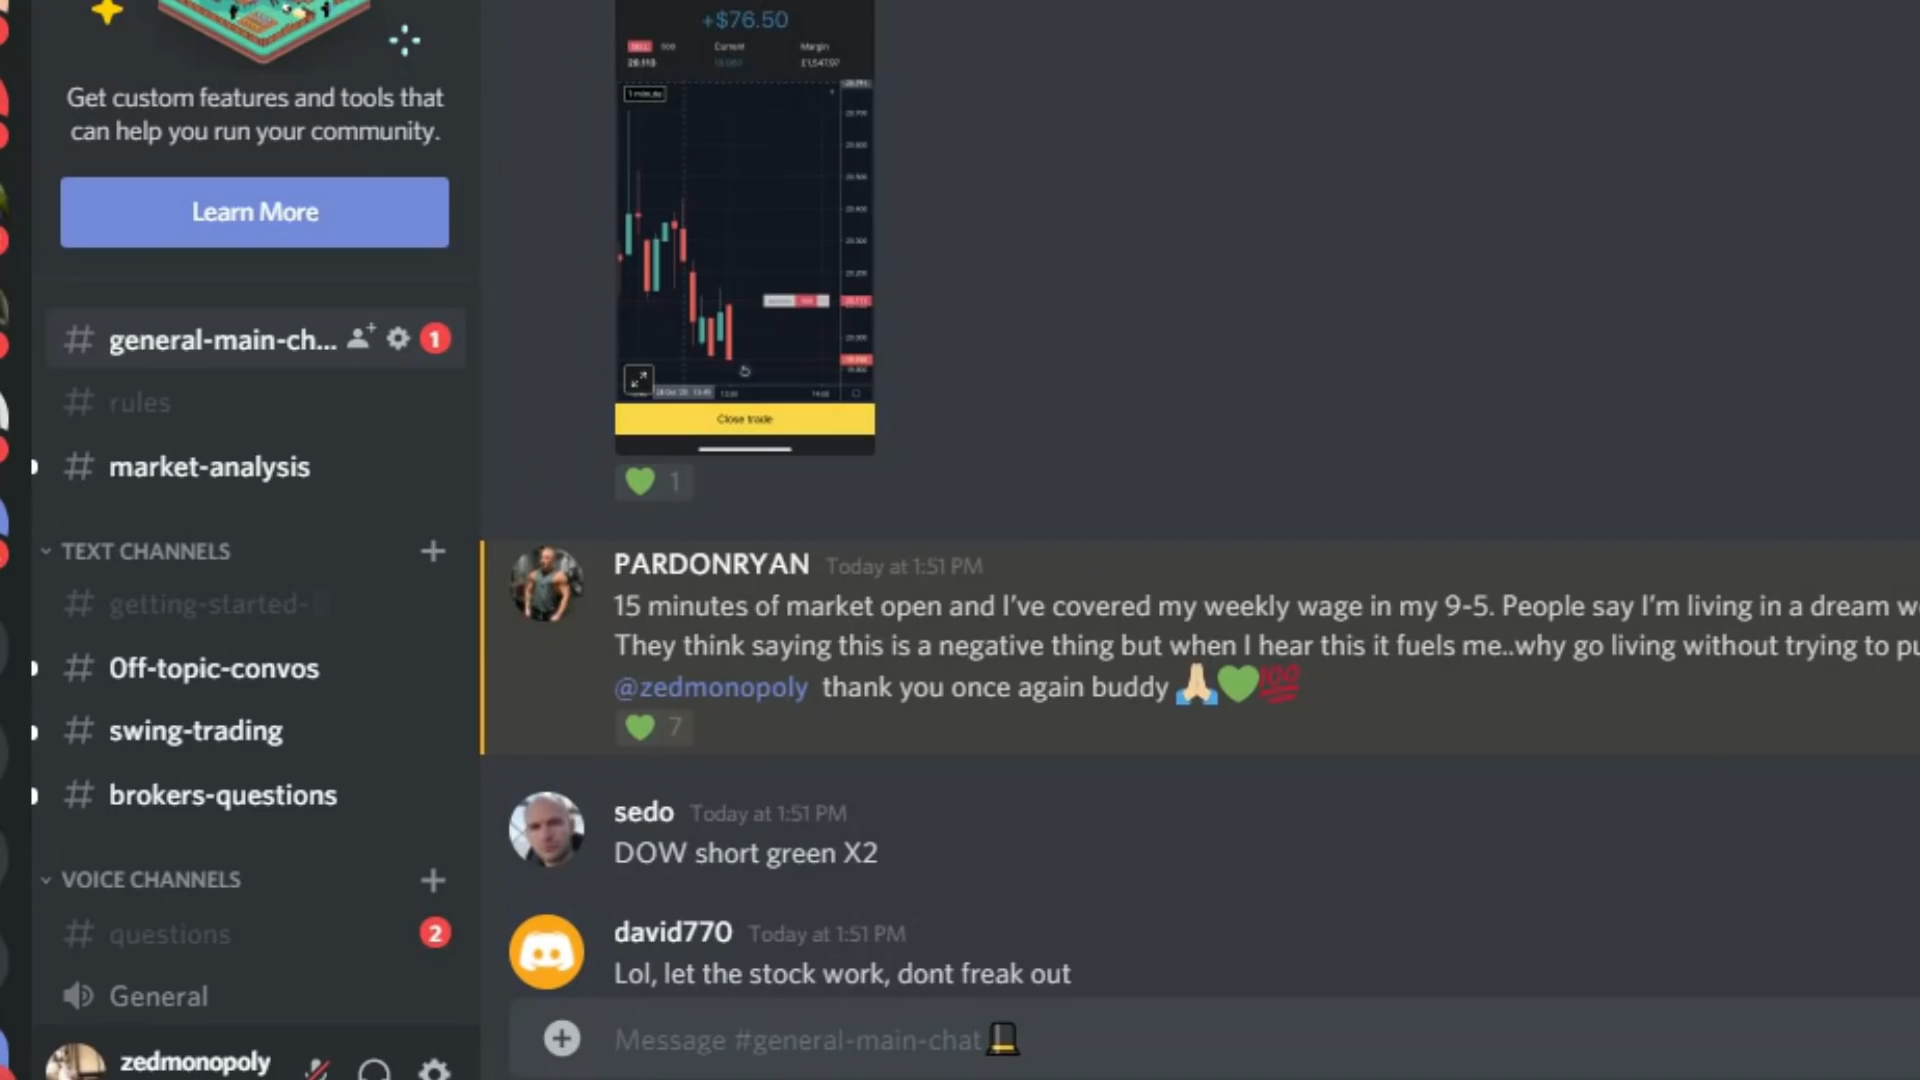 Get custom features and tools that
can help you run your community.
Learn More
general-main-ch...
1
rules
market-analysis
TEXT CHANNELS
getting-started-
Off-topic-convos
swing-trading
brokers-questions
VOICE CHANNELS
questions
2
General
zedmonopoly
+$76.50
SELL
Current
Margin
1 minute
Close trade
1
PARDONRYAN Today at 1:51 PM
15 minutes of market open and I've covered my weekly wage in my 9-5. People say I'm living in a dream
They think saying this is a negative thing but when I hear this it fuels me..why go living without trying to
@zedmonopoly thank you once again buddy 🙏💚💯
7
sedo Today at 1:51 PM
DOW short green X2
david770 Today at 1:51 PM
Lol, let the stock work, dont freak out
Message #general-main-chat